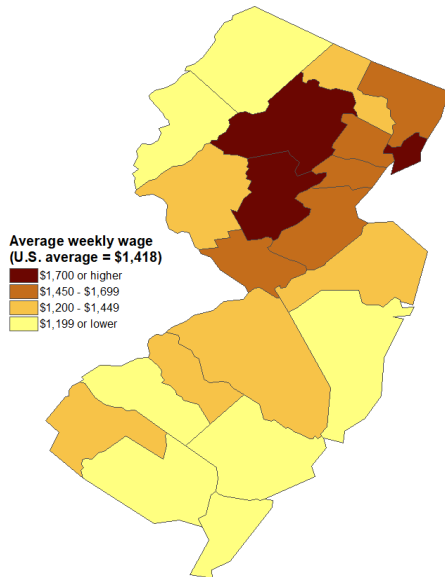 Average weekly wage
(U.S. average = $1,418)
$1,700 or higher
$1,450 - $1,699
$1,200 - $1,449
$1,199 or lower